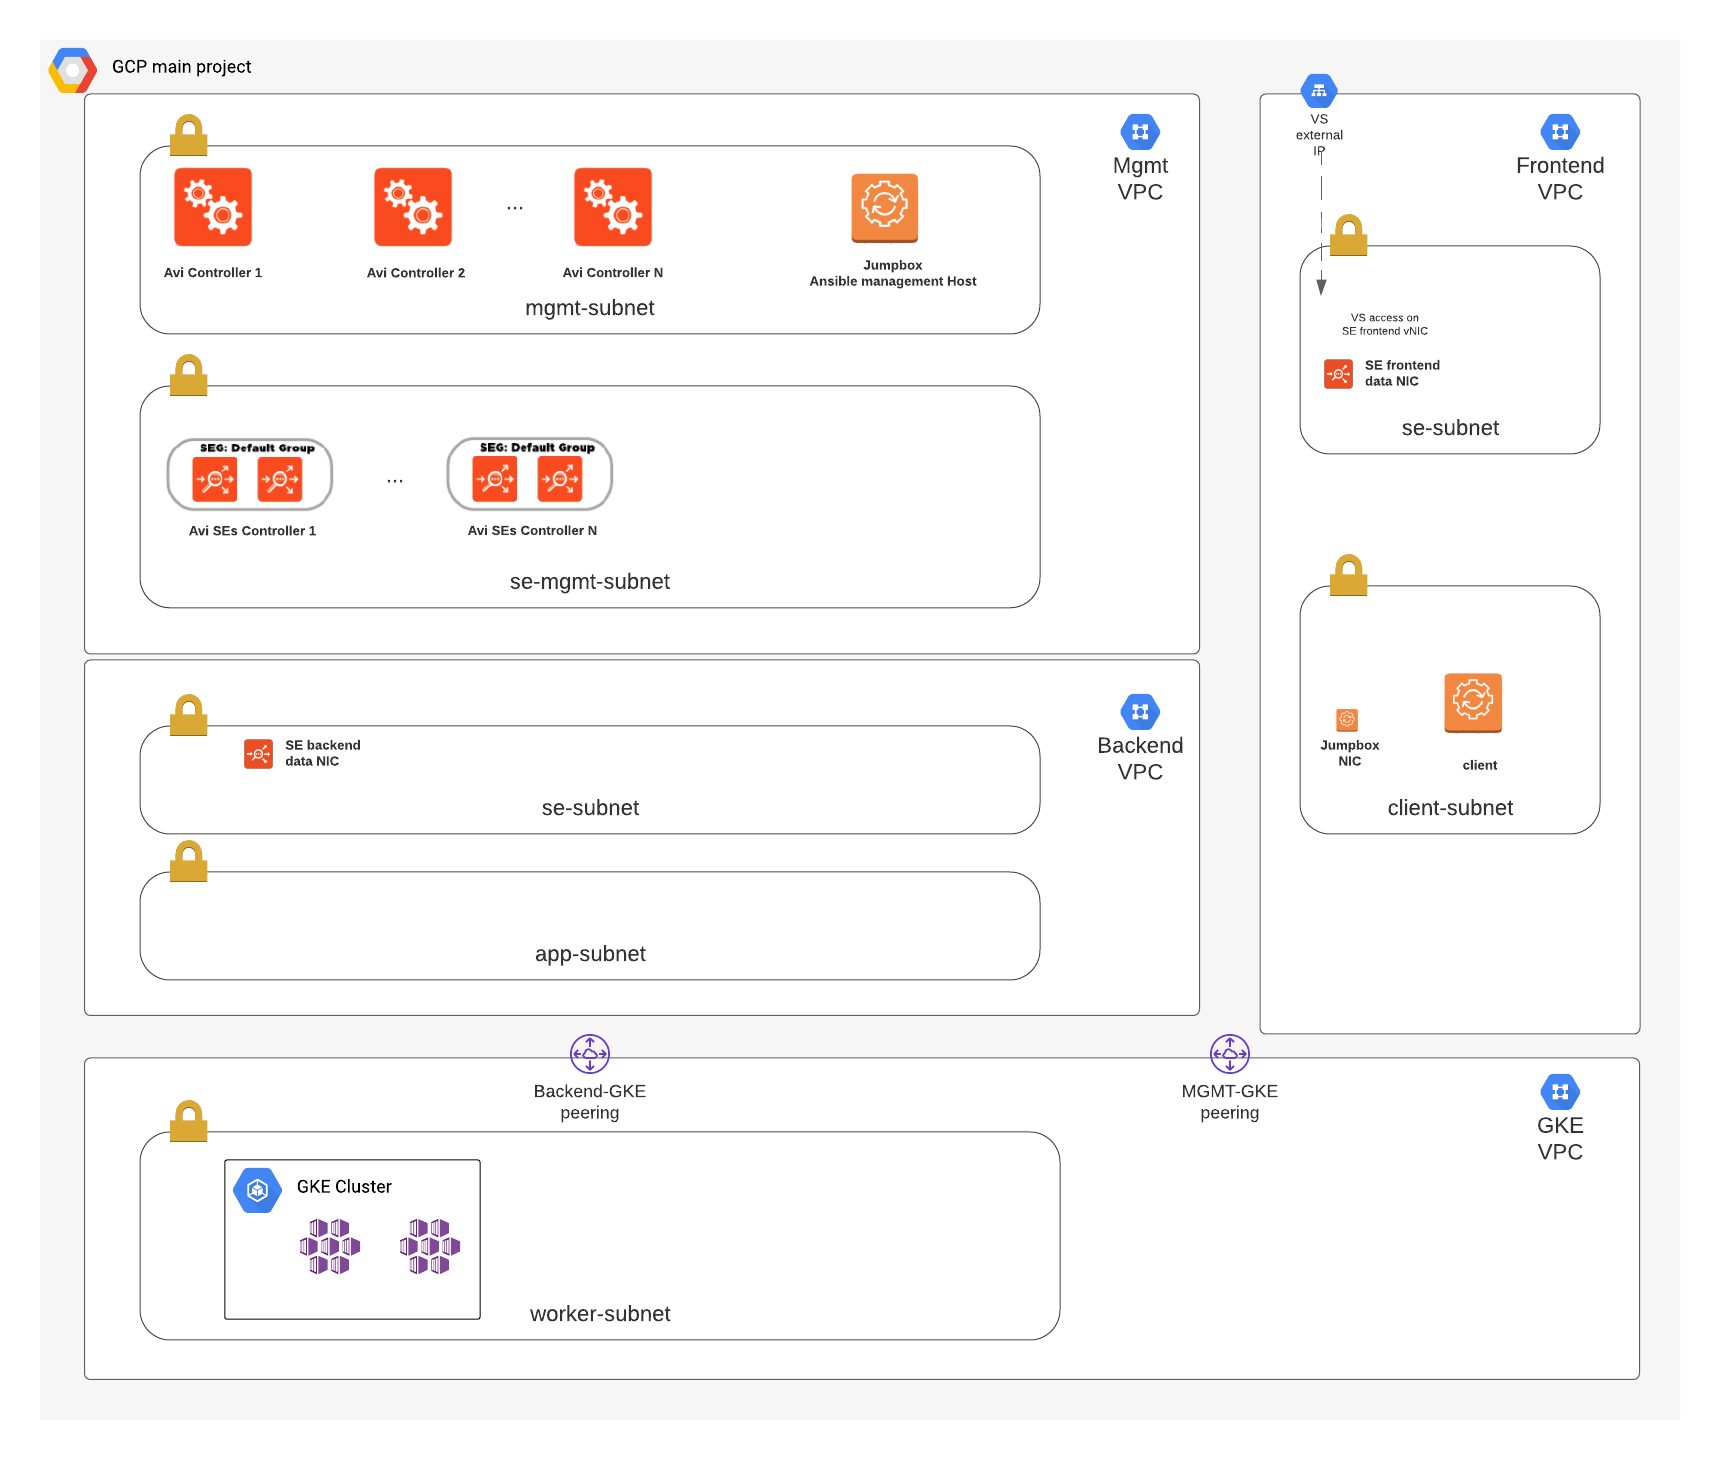 GCP main project
Mgmt
VPC
Avi Controller 1
Avi Controller 2
...
Avi Controller N
Jumpbox
Ansible management Host
mgmt-subnet
SEG: Default Group
Avi SEs Controller 1
...
SEG: Default Group
Avi SEs Controller N
se-mgmt-subnet
VS
external
IP
Frontend
VPC
VS access on
SE frontend vNIC
SE frontend
data NIC
se-subnet
Jumpbox
NIC
client
client-subnet
Backend
VPC
SE backend
data NIC
se-subnet
app-subnet
Backend-GKE
peering
MGMT-GKE
peering
GKE
VPC
GKE Cluster
worker-subnet